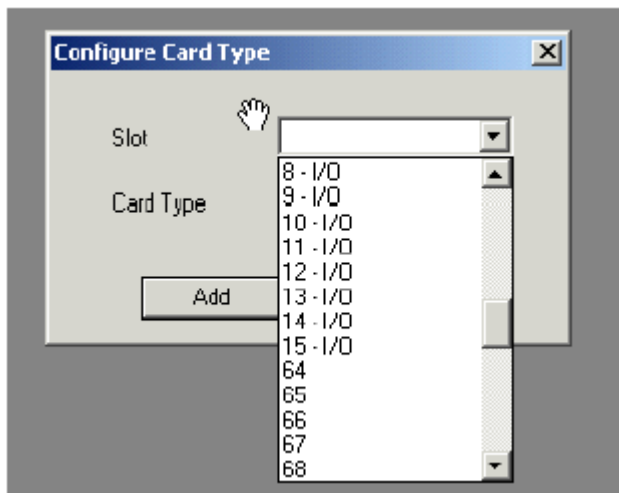 Configure Card Type
Slot
8 - I/O
9 - I/O
Card Type
10 - I/O
11 - I/O
12 - I/O
Add
13 - I/O
14 - I/O
15 - I/O
64
65
66
67
68